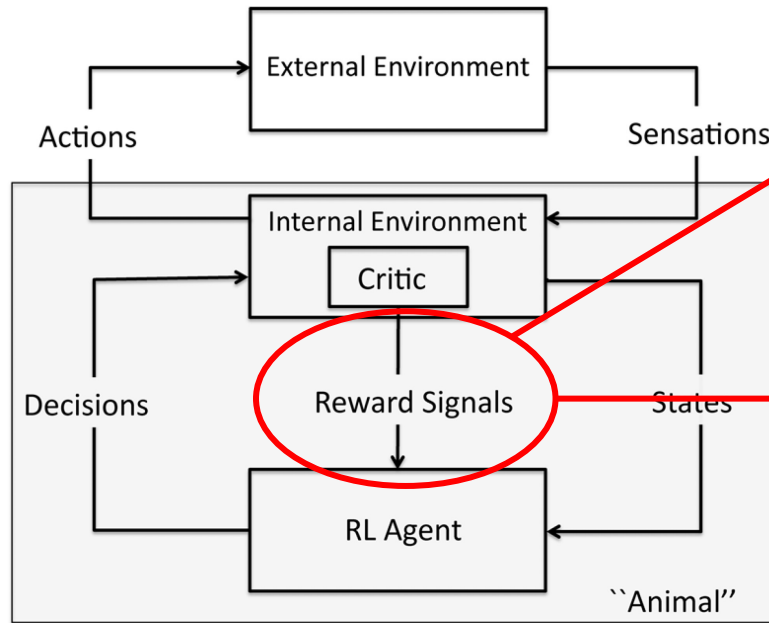 External Environment
Actions
Sensations
Internal Environment
Critic
Decisions
Reward Signals
States
RL Agent
``Animal’’